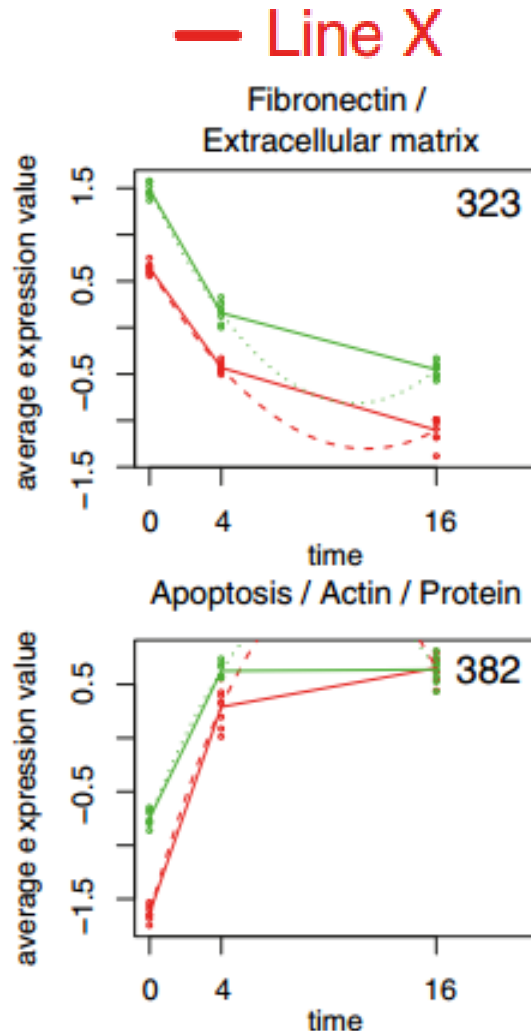 Line X
Fibronectin /
Extracellular matrix
323
average expression value
1.5
0.5
−0.5
−1.5
0 4 16
time
Apoptosis / Actin / Protein
382
average e xpression value
0.5
−0.5
−1.5
0 4 16
time